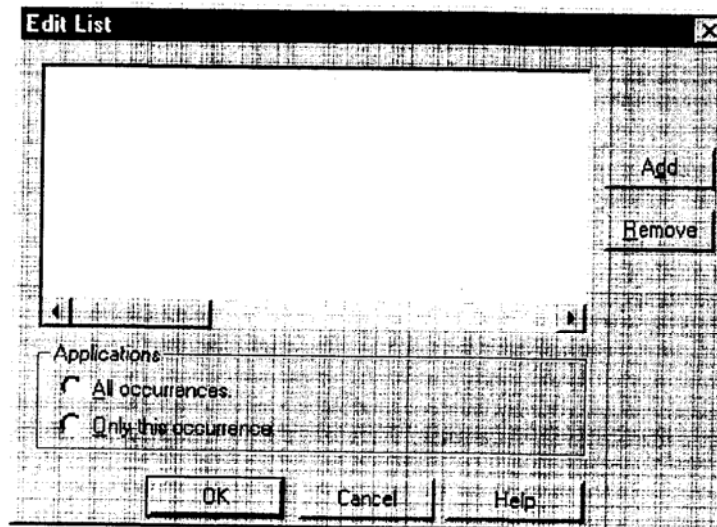 Edit List
Add...
Remove
Applications
All occurrences.
Only this occurrence
OK
Cancel
Help